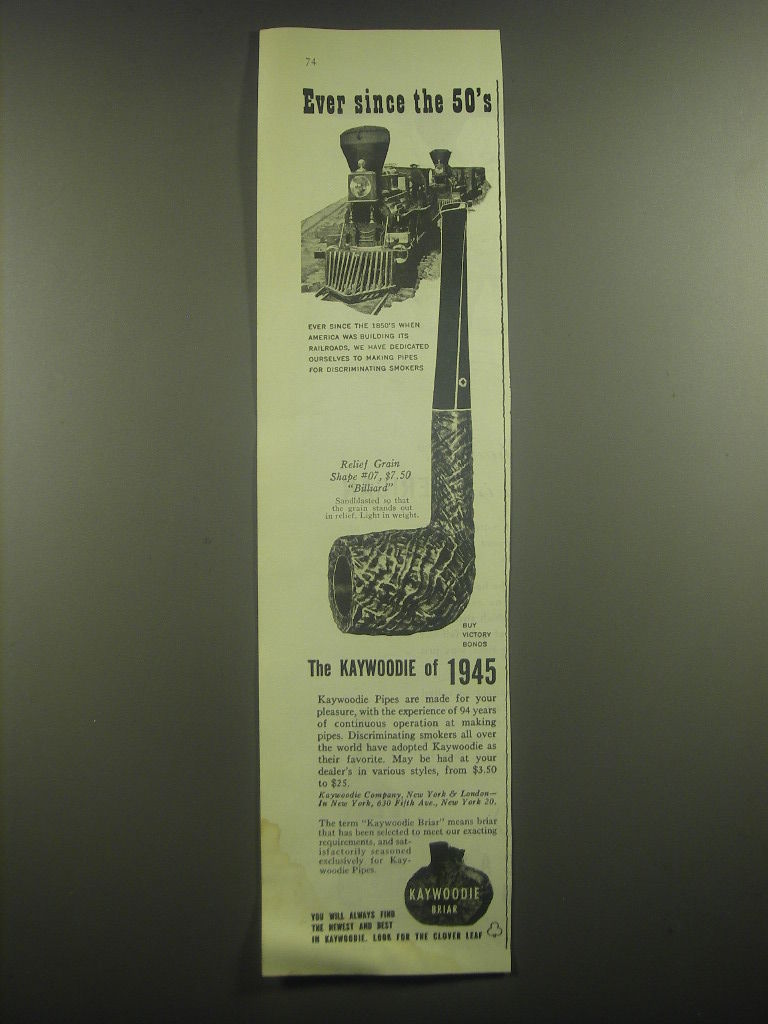 74
Ever since the 50's
EVER SINCE THE 1850'S WHEN
AMERICA WAS BUILDING ITS
RAILROADS, WE HAVE DEDICATED
OURSELVES TO MAKING PIPES
FOR DISCRIMINATING SMOKERS
Relief Grain
Shape #07, $7.50
"Billiard"
Sandblasted so that
the grain stands out
in relief. Light in weight.
BUY
VICTORY
BONDS
The KAYWOODIE of 1945
Kaywoodie Pipes are made for your
pleasure, with the experience of 94 years
of continuous operation at making
pipes. Discriminating smokers all over
the world have adopted Kaywoodie as
their favorite. May be had at your
dealer's in various styles, from $3.50
to $25.
Kaywoodie Company, New York & London—
In New York, 630 Fifth Ave., New York 20.
The term "Kaywoodie Briar" means briar
that has been selected to meet our exacting
requirements, and sat-
isfactorily seasoned
exclusively for Kay-
woodie Pipes.
KAYWOODIE
BRIAR
YOU WILL ALWAYS FIND
THE NEWEST AND BEST
IN KAYWOODIE. LOOK FOR THE CLOVER LEAF